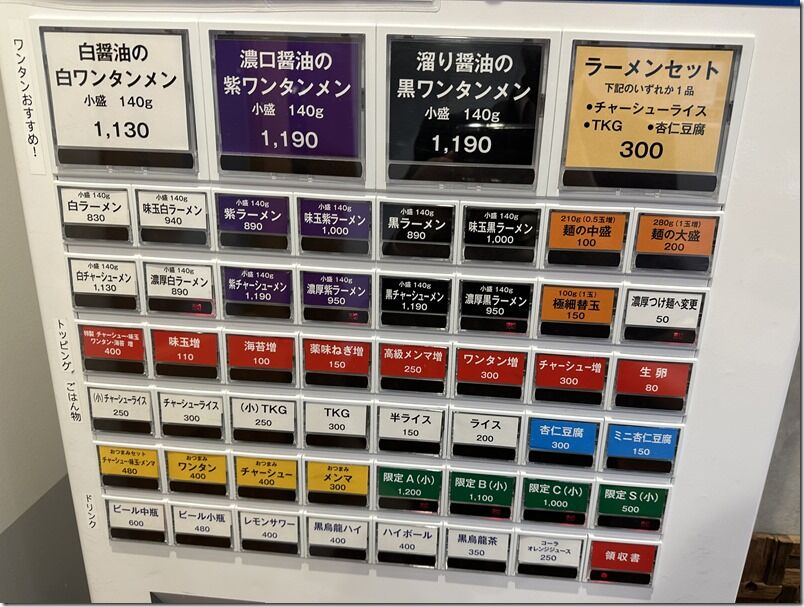 ワンタンおすすめ!
白醤油の
白ワンタンメン
小盛 140g
1,130
濃口醤油の
紫ワンタンメン
小盛 140g
1,190
溜り醤油の
黒ワンタンメン
小盛 140g
1,190
ラーメンセット
下記のいずれか1品
●チャーシューライス
●TKG ●杏仁豆腐
300
小盛 140g
白ラーメン
830
小盛 140g
味玉白ラーメン
940
小盛 140g
紫ラーメン
890
小盛 140g
味玉紫ラーメン
1,000
小盛 140g
黒ラーメン
890
小盛 140g
味玉黒ラーメン
1,000
210g(0.5玉増)
麺の中盛
100
280g(1玉増)
麺の大盛
200
小盛 140g
白チャーシューメン
1,130
小盛 140g
濃厚白ラーメン
890
小盛 140g
紫チャーシューメン
1,190
小盛 140g
濃厚紫ラーメン
950
小盛 140g
黒チャーシューメン
1,190
小盛 140g
濃厚黒ラーメン
950
100g(1玉)
極細替玉
150
濃厚つけ麺へ変更
50
トッピング。ごはん物
特製 チャーシュー・味玉
ワンタン・海苔 増
400
味玉増
110
海苔増
100
薬味ねぎ増
150
高級メンマ増
250
ワンタン増
300
チャーシュー増
300
生卵
80
(小)チャーシューライス
250
チャーシューライス
300
(小)TKG
250
TKG
300
半ライス
150
ライス
200
杏仁豆腐
300
ミニ杏仁豆腐
150
おつまみセット
チャーシュー・味玉・メンマ
480
おつまみ
ワンタン
400
おつまみ
チャーシュー
400
おつまみ
メンマ
300
限定A(小)
1,200
限定B(小)
1,100
限定C(小)
1,000
限定S(小)
500
ドリンク
ビール中瓶
600
ビール小瓶
480
レモンサワー
400
黒烏龍ハイ
400
ハイボール
400
黒烏龍茶
350
コーラ
オレンジジュース
250
領収書